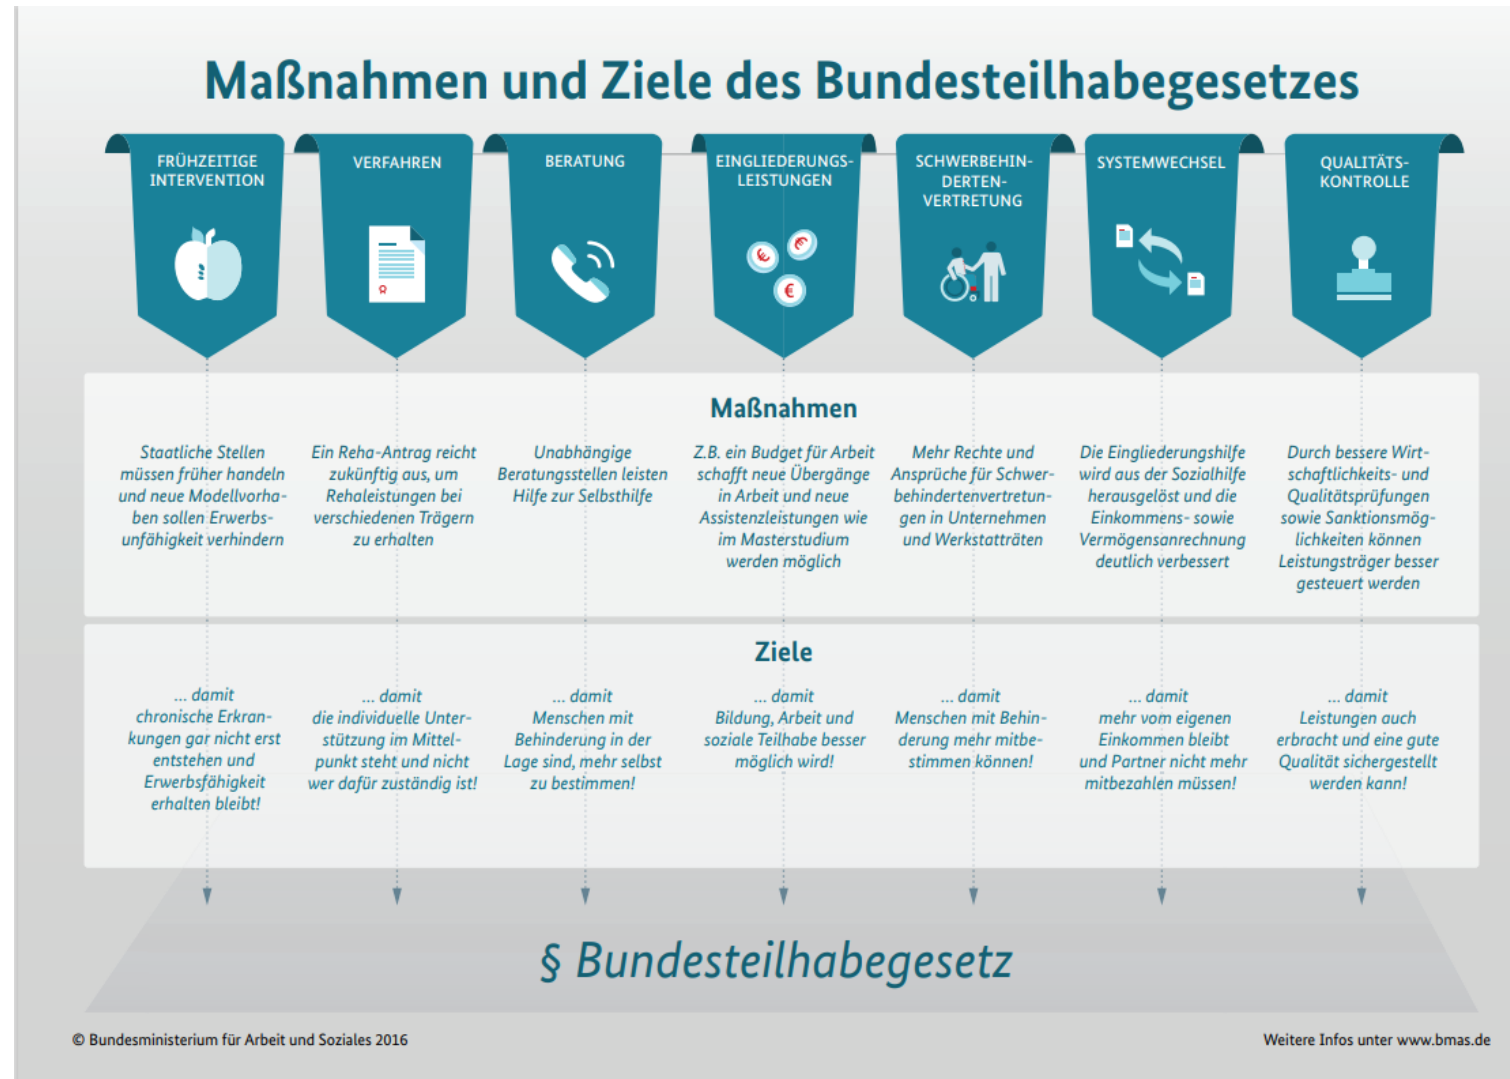 Maßnahmen und Ziele des Bundesteilhabegesetzes
FRÜHZEITIGE
INTERVENTION
VERFAHREN
BERATUNG
EINGLIEDERUNGS-
LEISTUNGEN
SCHWERBEHIN-
DERTEN-
VERTRETUNG
SYSTEMWECHSEL
QUALITÄTS-
KONTROLLE
Maßnahmen
Staatliche Stellen
müssen früher handeln
und neue Modellvorha-
ben sollen Erwerbs-
unfähigkeit verhindern
Ein Reha-Antrag reicht
zukünftig aus, um
Rehaleistungen bei
verschiedenen Trägern
zu erhalten
Unabhängige
Beratungsstellen leisten
Hilfe zur Selbsthilfe
Z.B. ein Budget für Arbeit
schafft neue Übergänge
in Arbeit und neue
Assistenzleistungen wie
im Masterstudium
werden möglich
Mehr Rechte und
Ansprüche für Schwer-
behindertenvertretun-
gen in Unternehmen
und Werkstatträten
Die Eingliederungshilfe
wird aus der Sozialhilfe
herausgelöst und die
Einkommens- sowie
Vermögensanrechnung
deutlich verbessert
Durch bessere Wirt-
schaftlichkeits- und
Qualitätsprüfungen
sowie Sanktionsmög-
lichkeiten können
Leistungsträger besser
gesteuert werden
Ziele
... damit
chronische Erkran-
kungen gar nicht erst
entstehen und
Erwerbsfähigkeit
erhalten bleibt!
... damit
die individuelle Unter-
stützung im Mittel-
punkt steht und nicht
wer dafür zuständig ist!
... damit
Menschen mit
Behinderung in der
Lage sind, mehr selbst
zu bestimmen!
... damit
Bildung, Arbeit und
soziale Teilhabe besser
möglich wird!
... damit
Menschen mit Behin-
derung mehr mitbe-
stimmen können!
... damit
mehr vom eigenen
Einkommen bleibt
und Partner nicht mehr
mitbezahlen müssen!
... damit
Leistungen auch
erbracht und eine gute
Qualität sichergestellt
werden kann!
§ Bundesteilhabegesetz
© Bundesministerium für Arbeit und Soziales 2016
Weitere Infos unter www.bmas.de